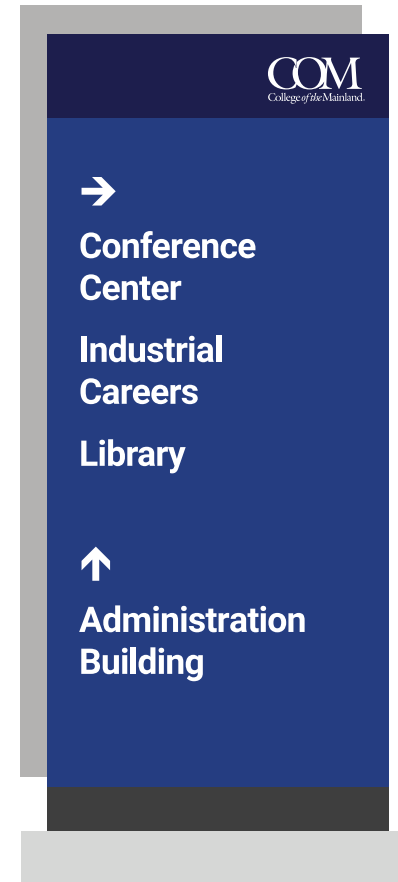 COM
College of the Mainland.
→
Conference
Center
Industrial
Careers
Library
↑
Administration
Building